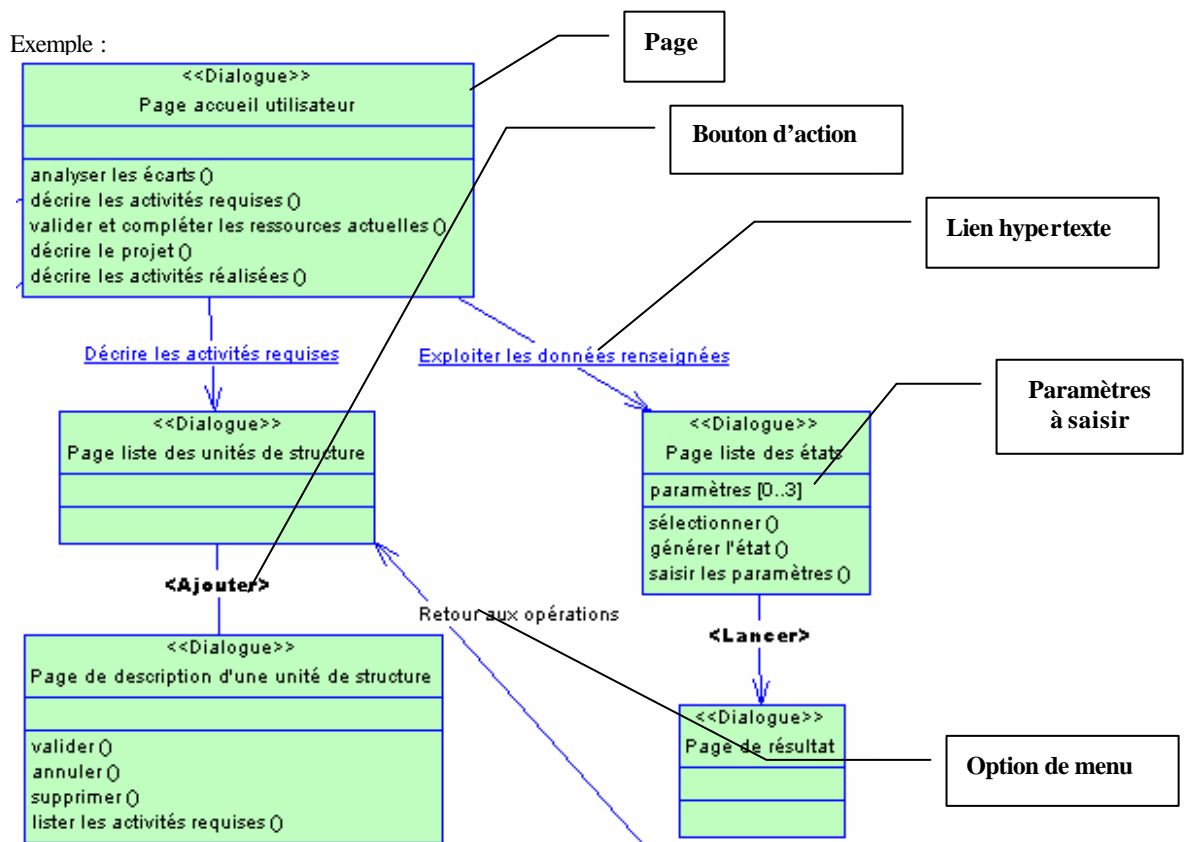 Exemple :
Page
<<Dialogue>>
Page accueil utilisateur
analyser les écarts ()
décrire les activités requises ()
valider et compléter les ressources actuelles ()
décrire le projet ()
décrire les activités réalisées ()
Bouton d'action
Lien hypertexte
Décrire les activités requises
Exploiter les données renseignées
Paramètres
à saisir
<<Dialogue>>
Page liste des unités de structure
<<Dialogue>>
Page liste des états
paramètres [0..3]
sélectionner ()
générer l'état ()
saisir les paramètres ()
<Ajouter>
Retour aux opérations
<Lancer>
<<Dialogue>>
Page de description d'une unité de structure
valider ()
annuler ()
supprimer ()
lister les activités requises ()
<<Dialogue>>
Page de résultat
Option de menu